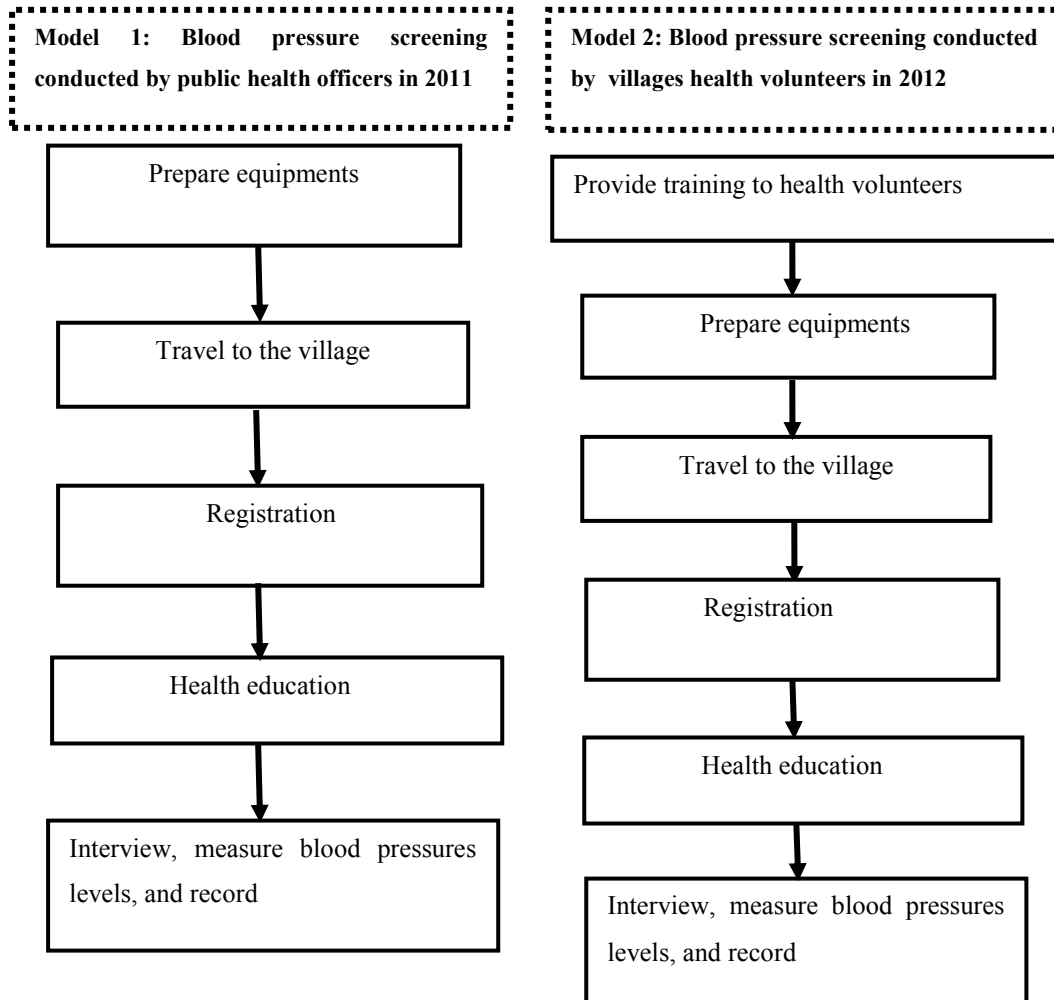 Model 1: Blood pressure screening
conducted by public health officers in 2011
Prepare equipments
Travel to the village
Registration
Health education
Interview, measure blood pressures
levels, and record
Model 2: Blood pressure screening conducted
by villages health volunteers in 2012
Provide training to health volunteers
Prepare equipments
Travel to the village
Registration
Health education
Interview, measure blood pressures
levels, and record